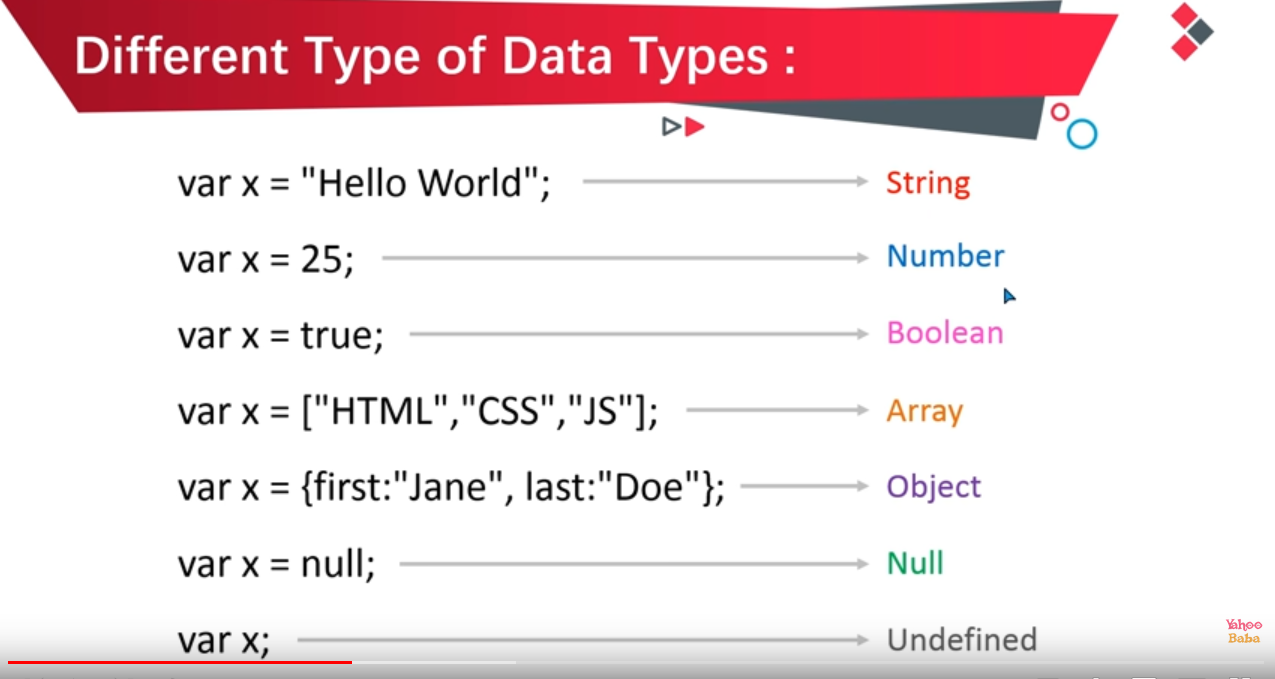 Different Type of Data Types :
var x = "Hello World"; String
var x = 25; Number
var x = true; Boolean
var x = ["HTML","CSS","JS"]; Array
var x = {first:"Jane", last:"Doe"}; Object
var x = null; Null
var x; Undefined
Yahoo
Baba